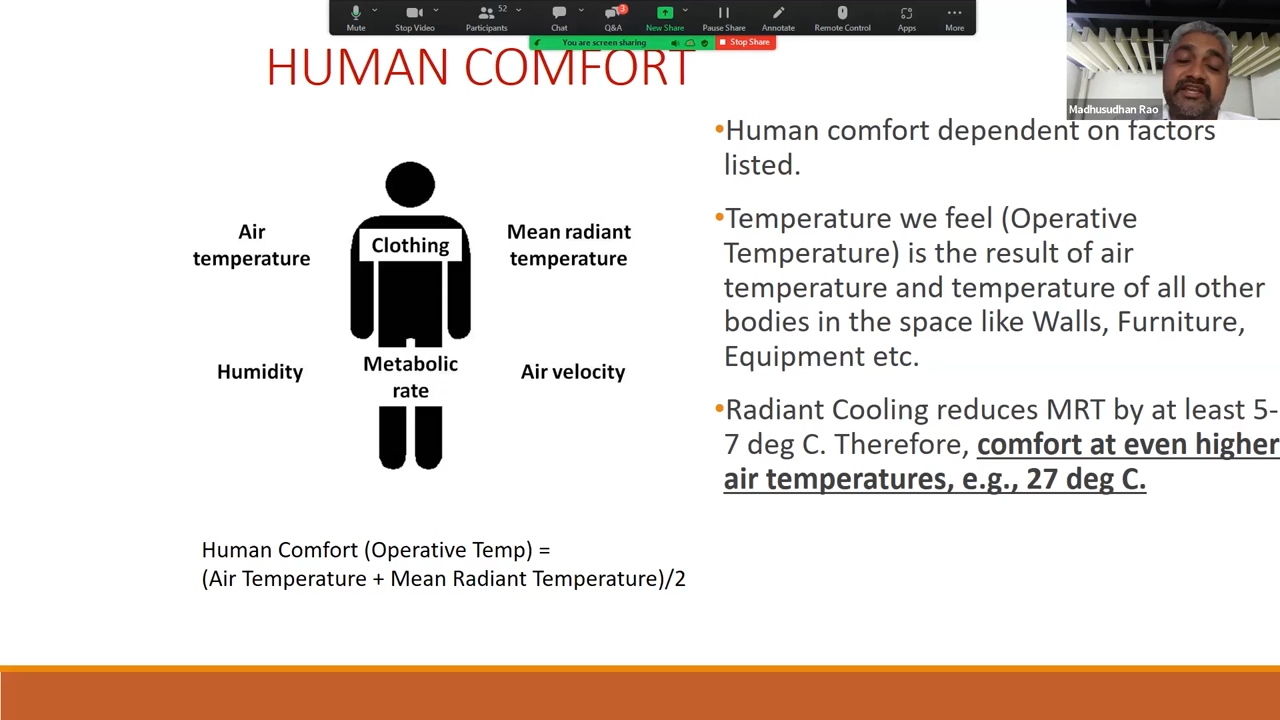 Mute
Stop Video
Participants
52
Chat
Q&A
3
New Share
Pause Share
Annotate
Remote Control
Apps
More
You are screen sharing
Stop Share
Madhusudhan Rao
HUMAN COMFORT
Air
temperature
Clothing
Mean radiant
temperature
Humidity
Metabolic
rate
Air velocity
Human Comfort (Operative Temp) =
(Air Temperature + Mean Radiant Temperature)/2
•Human comfort dependent on factors
listed.
•Temperature we feel (Operative
Temperature) is the result of air
temperature and temperature of all other
bodies in the space like Walls, Furniture,
Equipment etc.
•Radiant Cooling reduces MRT by at least 5-
7 deg C. Therefore, comfort at even higher
air temperatures, e.g., 27 deg C.